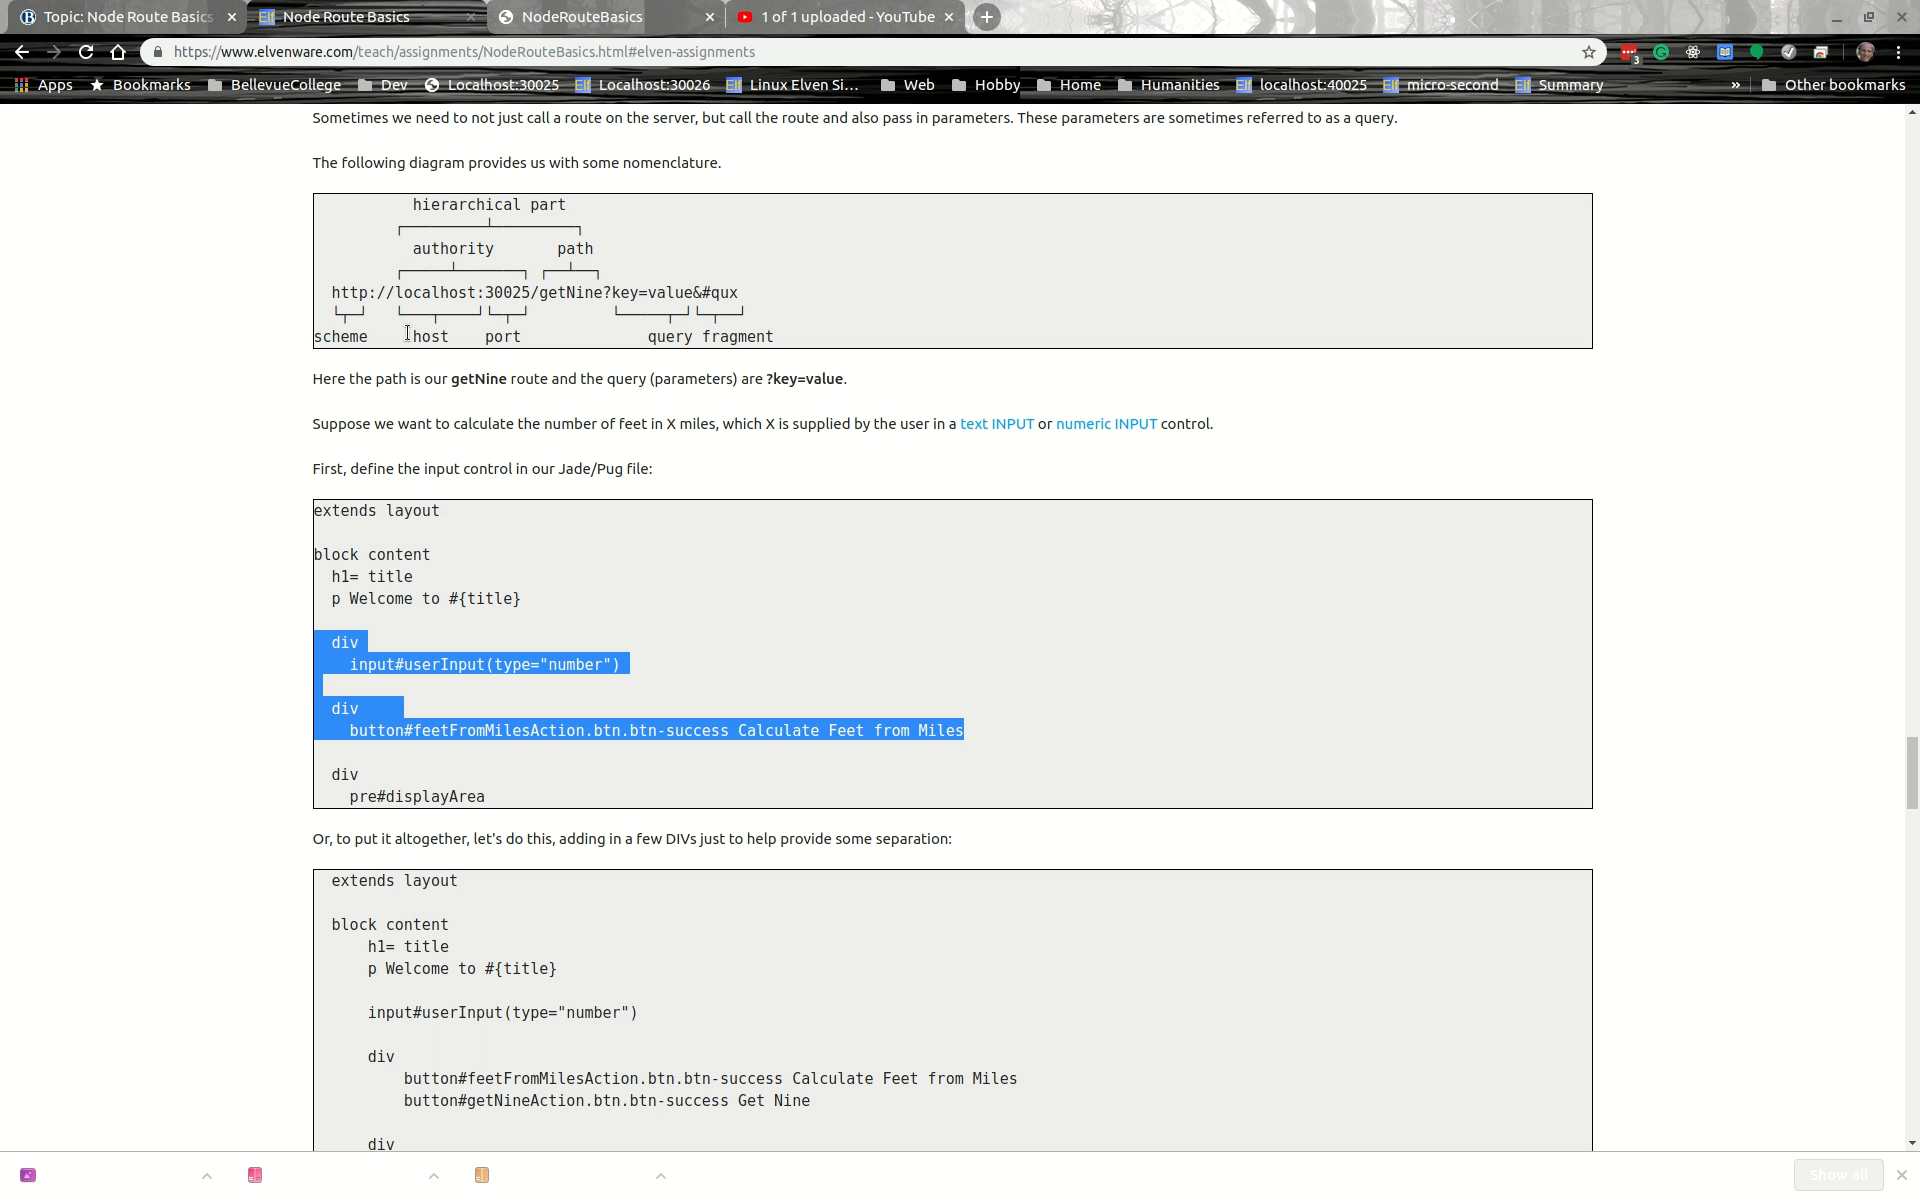 Topic: Node Route Basics
Node Route Basics
NodeRouteBasics
1 of 1 uploaded - YouTube
https://www.elvenware.com/teach/assignments/NodeRouteBasics.html#elven-assignments
3
Apps
Bookmarks
BellevueCollege
Dev
Localhost:30025
Elf Localhost:30026
Elf Linux Elven Si...
Web
Hobby
Home
Humanities
Elf localhost:40025
Elf micro-second
Elf Summary
»
Other bookmarks
Sometimes we need to not just call a route on the server, but call the route and also pass in parameters. These parameters are sometimes referred to as a query.
The following diagram provides us with some nomenclature.
hierarchical part
authority path
http://localhost:30025/getNine?key=value&#qux
scheme host port query fragment
Here the path is our getNine route and the query (parameters) are ?key=value.
Suppose we want to calculate the number of feet in X miles, which X is supplied by the user in a text INPUT or numeric INPUT control.
First, define the input control in our Jade/Pug file:
extends layout
block content
h1= title
p Welcome to #{title}
div
input#userInput(type="number")
div
button#feetFromMilesAction.btn.btn-success Calculate Feet from Miles
div
pre#displayArea
Or, to put it altogether, let's do this, adding in a few DIVs just to help provide some separation:
extends layout
block content
h1= title
p Welcome to #{title}
input#userInput(type="number")
div
button#feetFromMilesAction.btn.btn-success Calculate Feet from Miles
button#getNineAction.btn.btn-success Get Nine
div
Show all